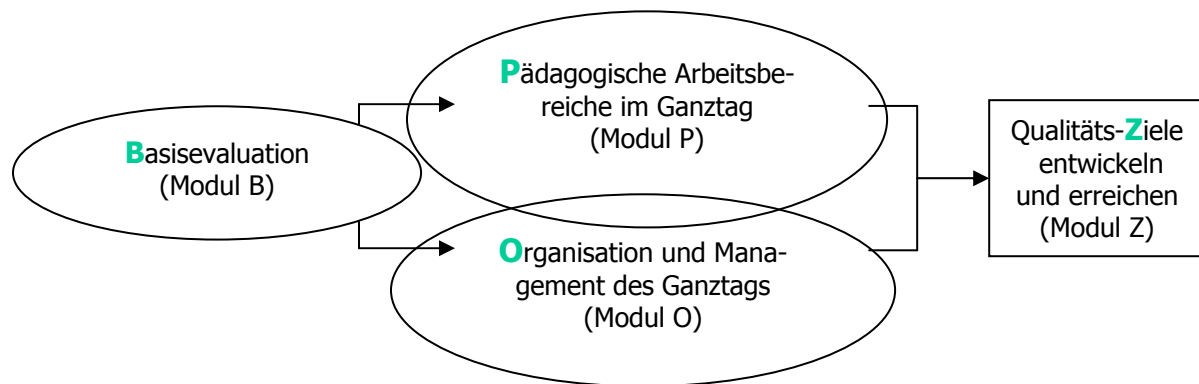 Basisevaluation
(Modul B)
Pädagogische Arbeitsbe-
reiche im Ganztag
(Modul P)
Organisation und Mana-
gement des Ganztags
(Modul O)
Qualitäts-Ziele
entwickeln
und erreichen
(Modul Z)